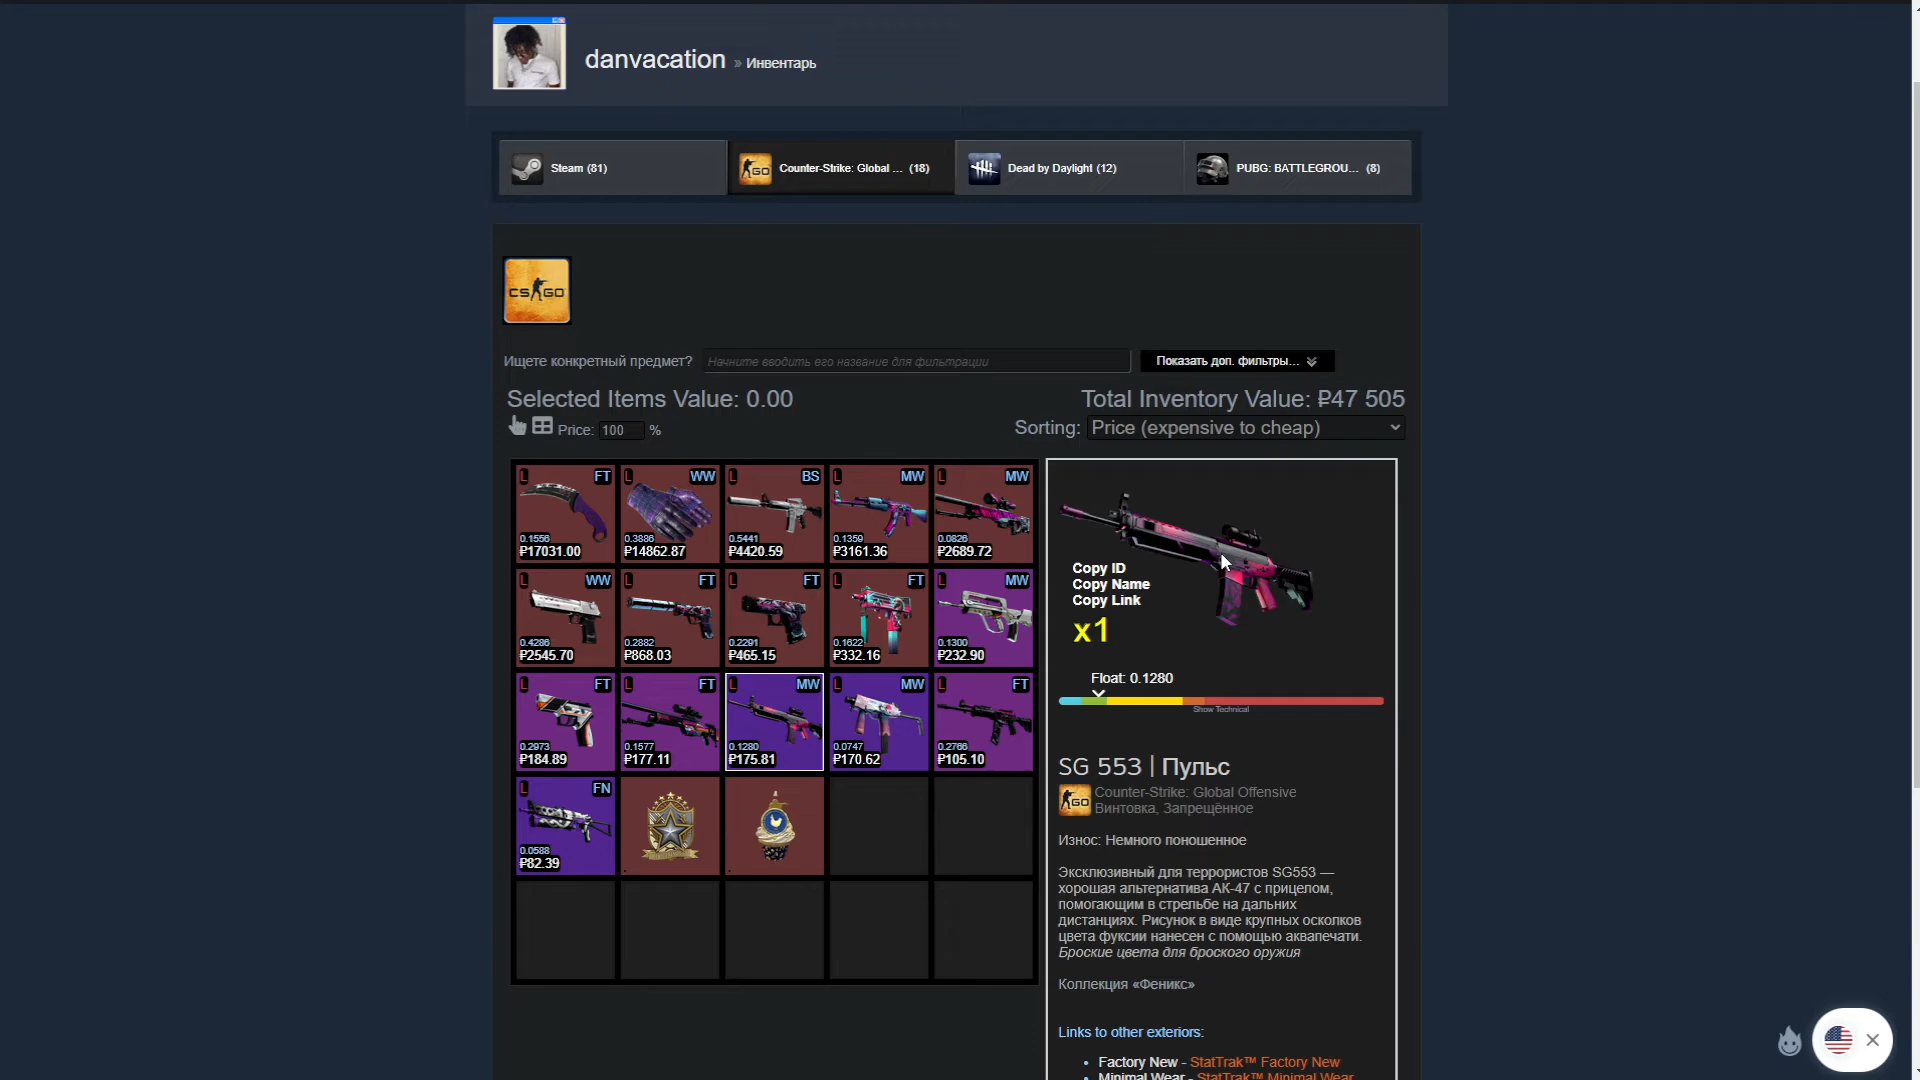 danvacation » Инвентарь
Steam (81)
Counter-Strike: Global ... (18)
Dead by Daylight (12)
PUBG: BATTLEGROU... (8)
CS GO
Ищете конкретный предмет?
Начните вводить его название для фильтрации
Показать доп. фильтры...
Selected Items Value: 0.00
Total Inventory Value: ₽47 505
Price: 100 %
Sorting: Price (expensive to cheap)
L FT
0.1556
₽17031.00
L WW
0.3886
₽14862.87
L BS
0.5441
₽4420.59
L MW
0.1359
₽3161.36
L MW
0.0826
₽2689.72
L WW
0.4286
₽2545.70
L FT
0.2882
₽868.03
L FT
0.2291
₽465.15
L FT
0.1622
₽332.16
L MW
0.1300
₽232.90
L FT
0.2973
₽184.89
L FT
0.1577
₽177.11
L MW
0.1280
₽175.81
L MW
0.0747
₽170.62
L FT
0.2766
₽105.10
L FN
0.0588
₽82.39
Copy ID
Copy Name
Copy Link
x1
Float: 0.1280
Show Technical
SG 553 | Пульс
Counter-Strike: Global Offensive
Винтовка, Запрещённое
Износ: Немного поношенное
Эксклюзивный для террористов SG553 —
хорошая альтернатива АК-47 с прицелом,
помогающим в стрельбе на дальних
дистанциях. Рисунок в виде крупных осколков
цвета фуксии нанесен с помощью аквапечати.
Броские цвета для броского оружия
Коллекция «Феникс»
Links to other exteriors:
• Factory New - StatTrak™ Factory New
• Minimal Wear - StatTrak™ Minimal Wear